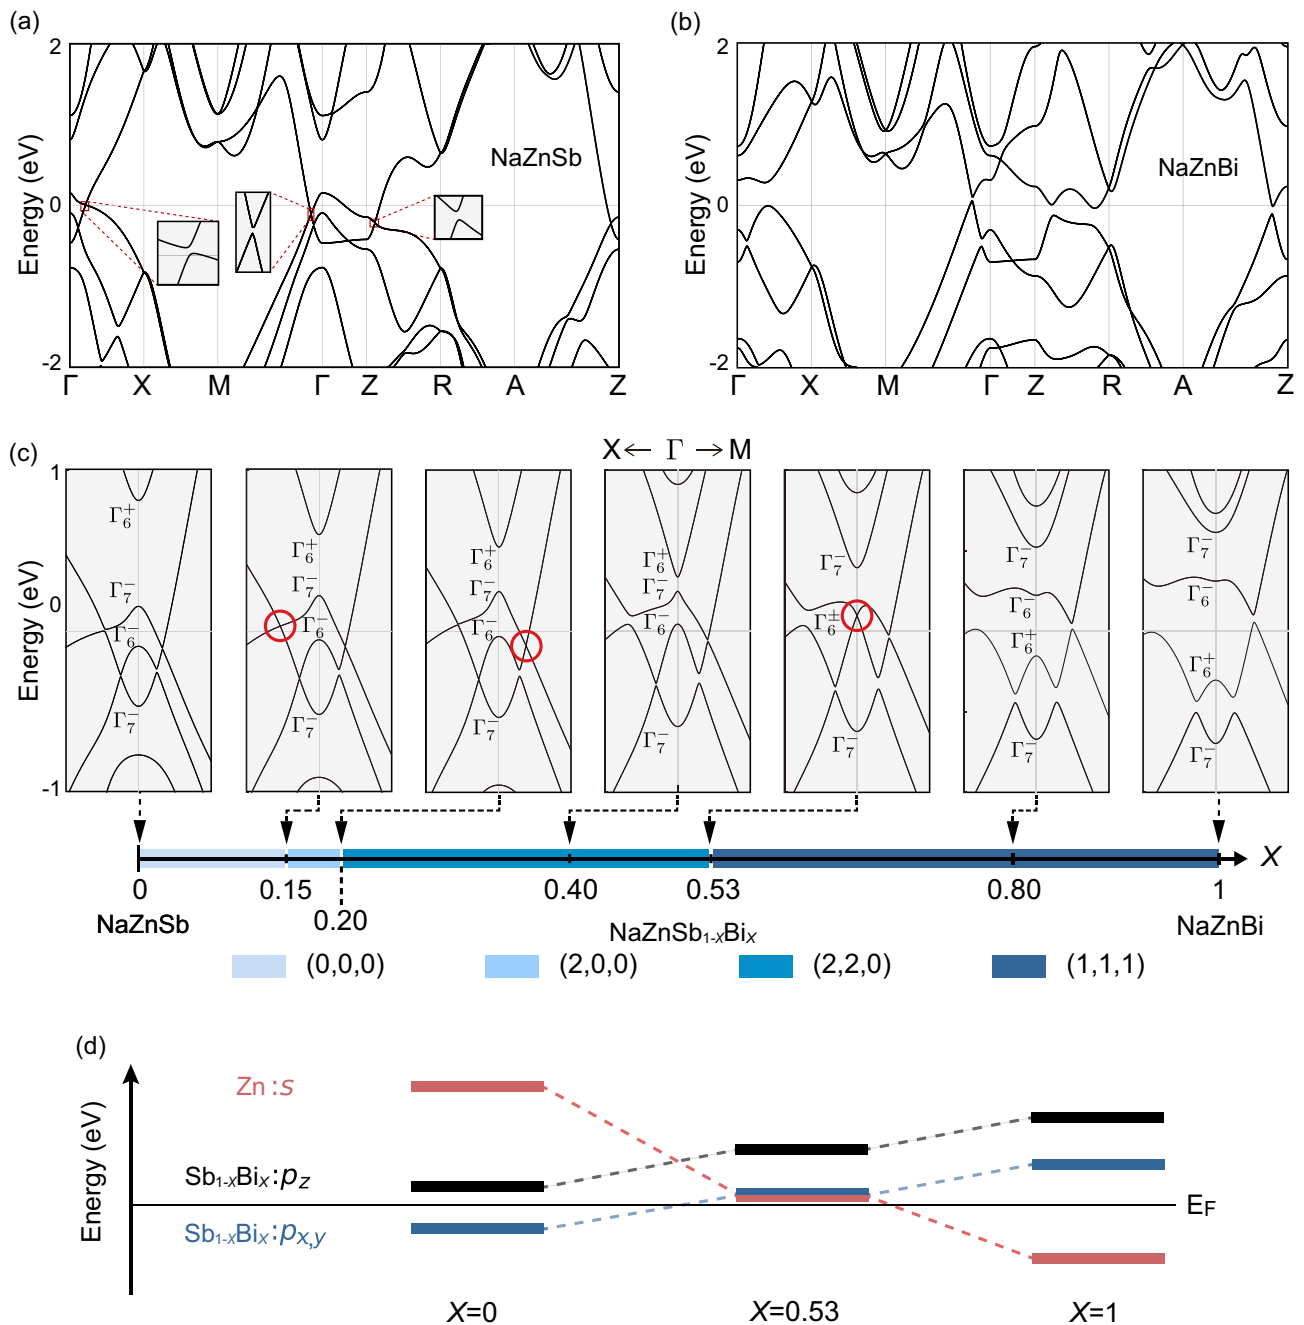 (a)
2
0
-2
Energy (eV)
NaZnSb
Γ X M Γ Z R A Z
(b)
2
0
-2
Energy (eV)
NaZnBi
Γ X M Γ Z R A Z
(c)
X ← Γ → M
1
0
-1
Energy (eV)
Γ₆⁺
Γ₇⁻
Γ₆⁻
Γ₇⁻
Γ₆⁺
Γ₇⁻
Γ₆⁻
Γ₇⁻
Γ₆⁺
Γ₇⁻
Γ₆⁻
Γ₇⁻
Γ₆⁺
Γ₇⁻
Γ₆⁻
Γ₇⁻
Γ₇⁻
Γ₆±
Γ₇⁻
Γ₇⁻
Γ₆⁻
Γ₆⁺
Γ₇⁻
Γ₇⁻
Γ₆⁻
Γ₆⁺
Γ₇⁻
X
0 0.15 0.20 0.40 0.53 0.80 1
NaZnSb NaZnSb₁₋ₓBiₓ NaZnBi
(0,0,0) (2,0,0) (2,2,0) (1,1,1)
(d)
Energy (eV)
Zn:s
Sb₁₋ₓBiₓ:p_z
Sb₁₋ₓBiₓ:p_x,y
E_F
X=0 X=0.53 X=1